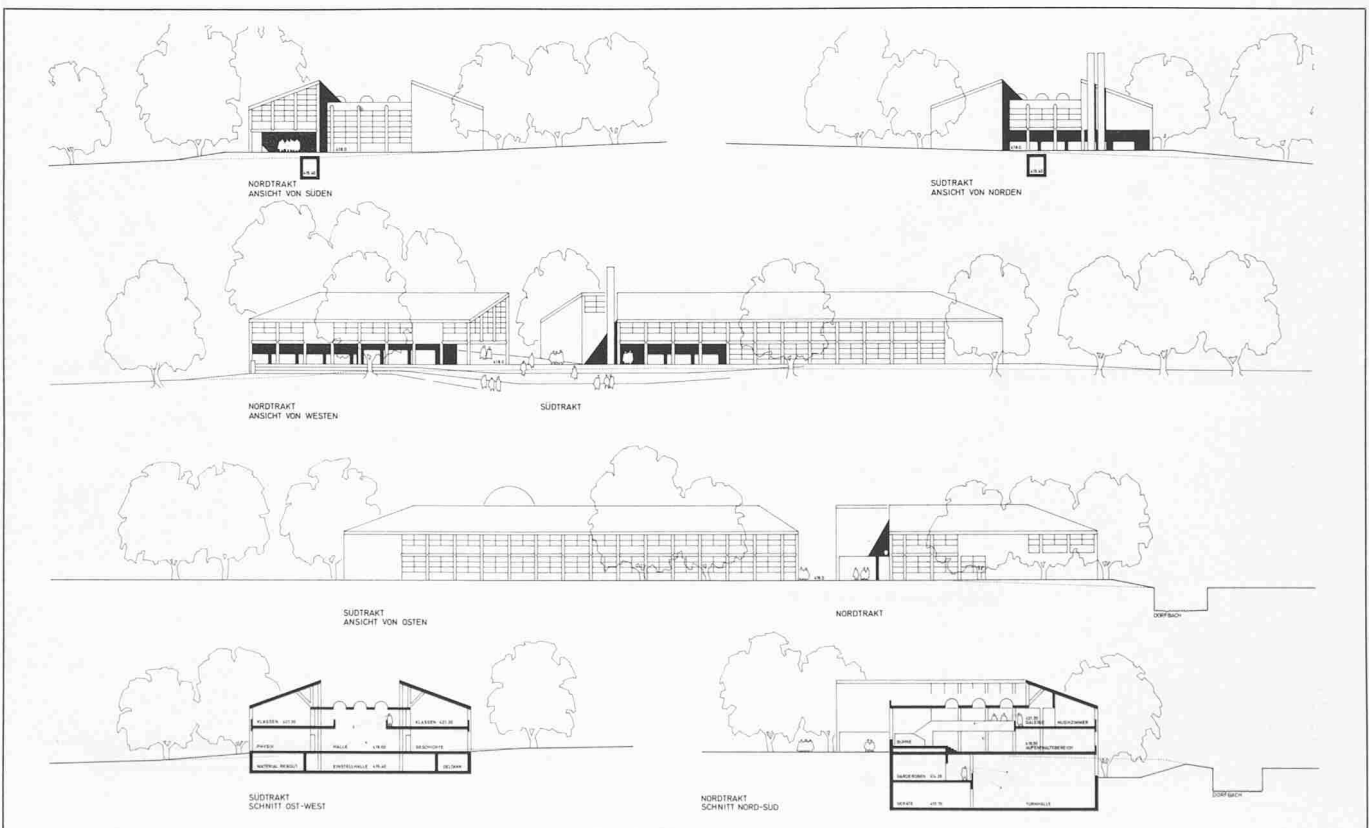 NORDTRAKT
ANSICHT VON SÜDEN
SÜDTRAKT
ANSICHT VON NORDEN
NORDTRAKT
ANSICHT VON WESTEN
SÜDTRAKT
SÜDTRAKT
ANSICHT VON OSTEN
NORDTRAKT
DORFBACH
KLASSEN
KLASSEN
PHYSIK
HALLE
GESCHICHTE
MATERIAL
EINSTELLHALLE
SÜDTRAKT
SCHNITT OST-WEST
GALERIE
MUSIKZIMMER
BÜHNE
AUFENTHALTSBEREICH
GARDEROBEN
GERÄTE
TURNHALLE
NORDTRAKT
SCHNITT NORD-SÜD
DORFBACH